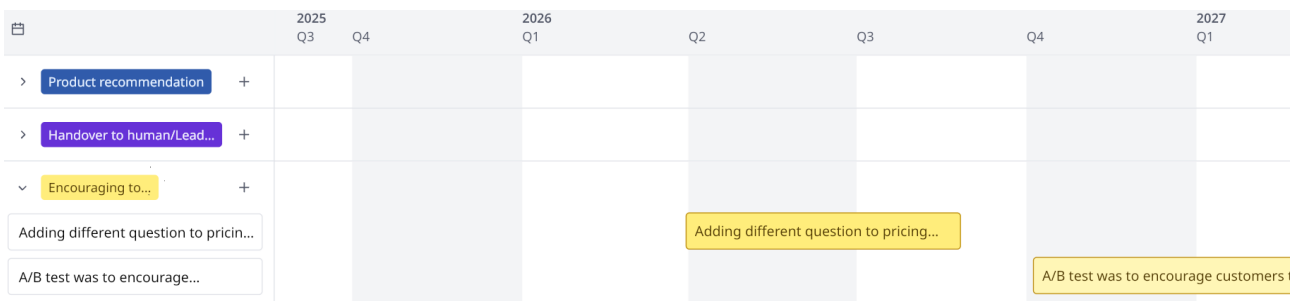 2025 2026 2027
Q3 Q4 Q1 Q2 Q3 Q4 Q1
Product recommendation +
Handover to human/Lead... +
Encouraging to... +
Adding different question to pricin... Adding different question to pricing...
A/B test was to encourage... A/B test was to encourage customers